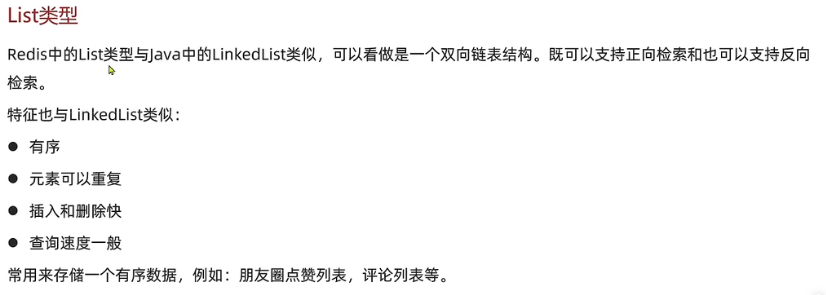 List类型
Redis中的List类型与Java中的LinkedList类似，可以看做是一个双向链表结构。既可以支持正向检索和也可以支持反向
检索。
特征也与LinkedList类似：
● 有序
● 元素可以重复
● 插入和删除快
● 查询速度一般
常用来存储一个有序数据，例如：朋友圈点赞列表，评论列表等。